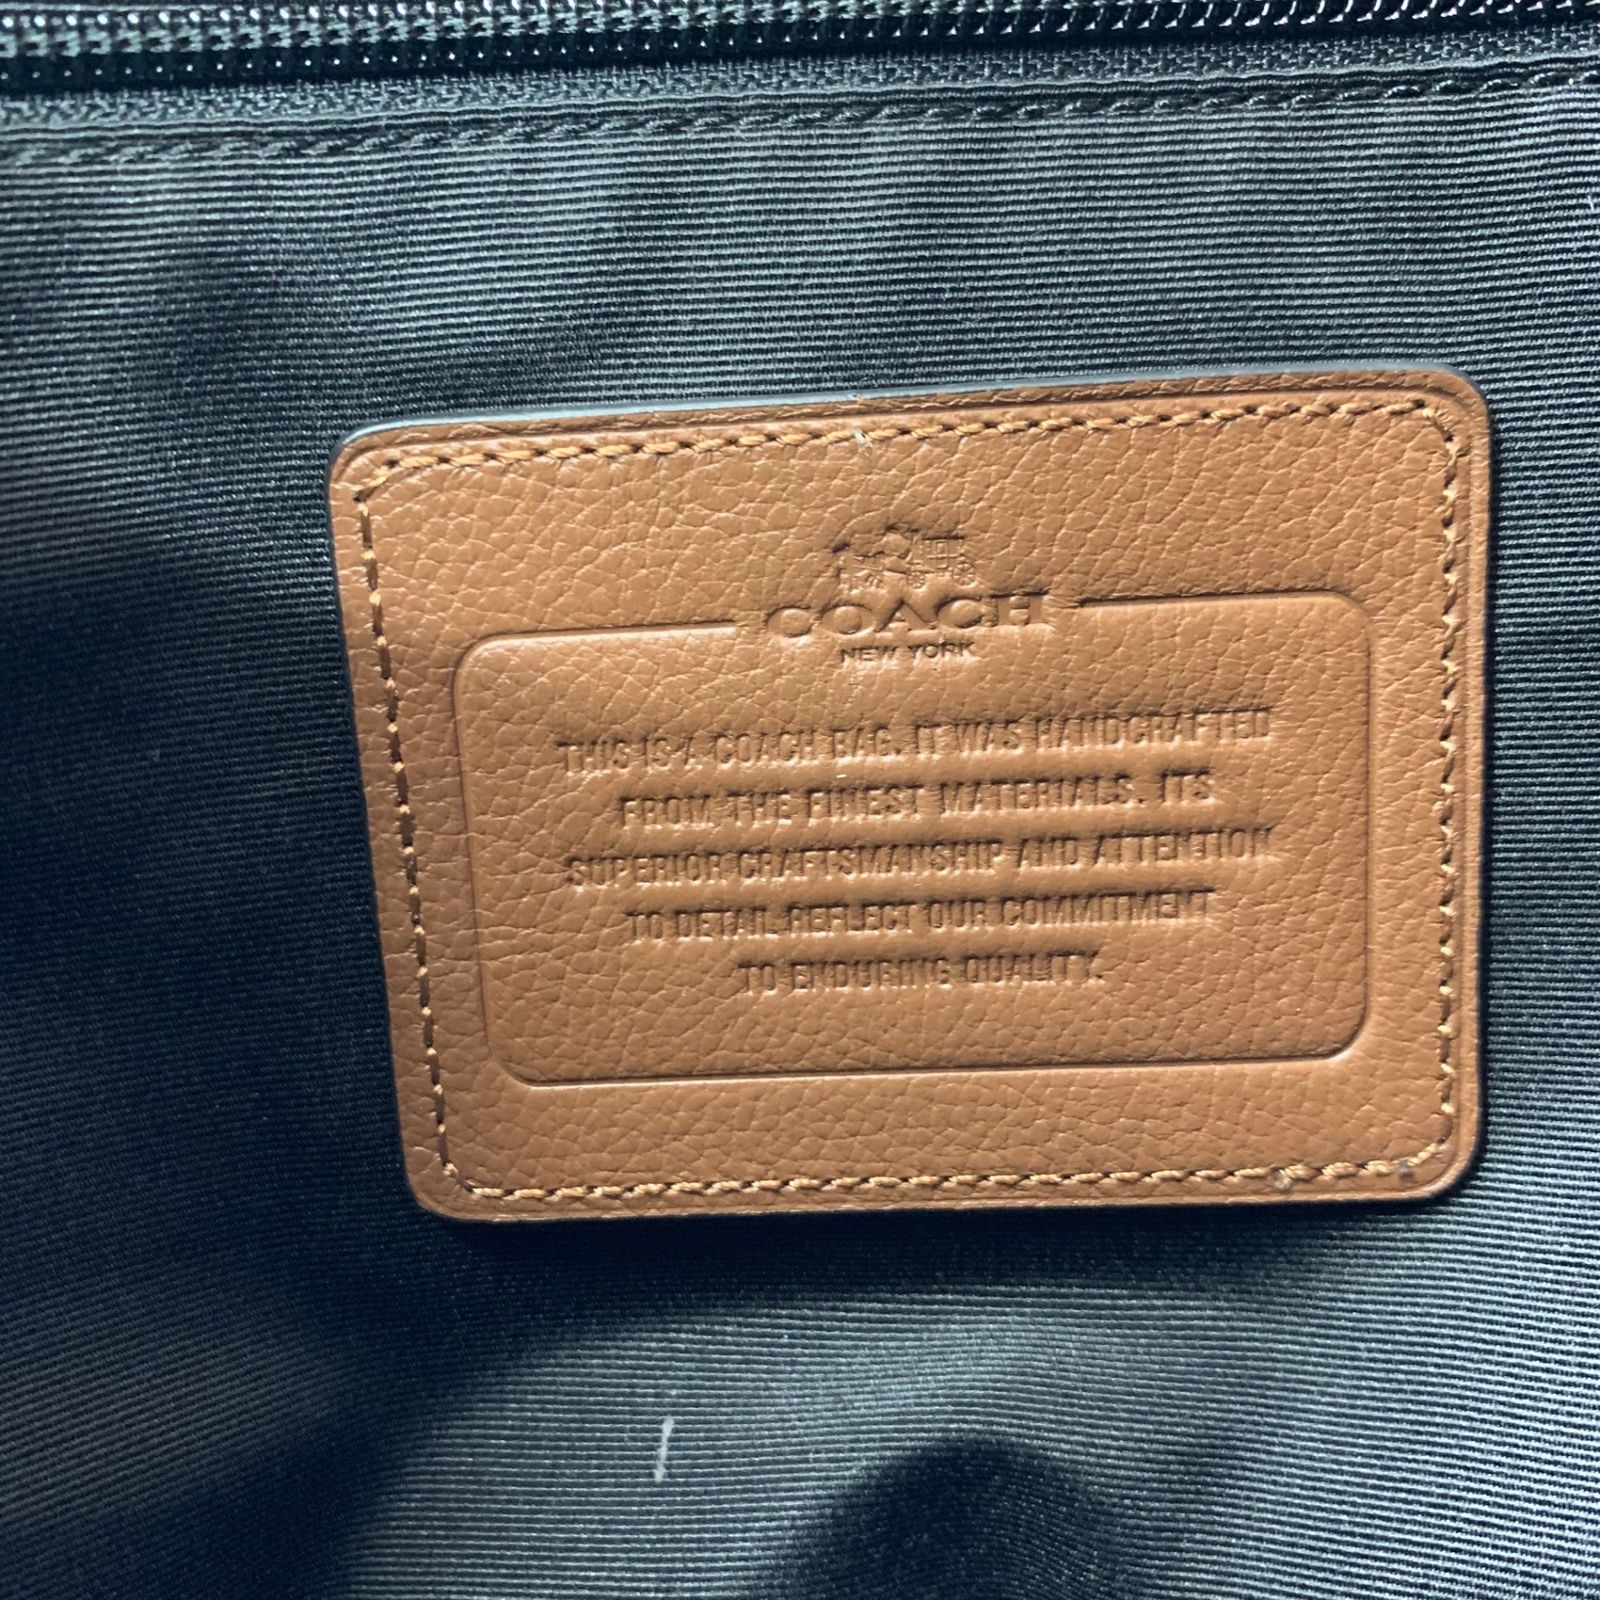 COACH
NEW YORK
THIS IS A COACH BAG. IT WAS HANDCRAFTED
FROM THE FINEST MATERIALS. ITS
SUPERIOR CRAFTSMANSHIP AND ATTENTION
TO DETAIL REFLECT OUR COMMITMENT
TO ENDURING QUALITY.